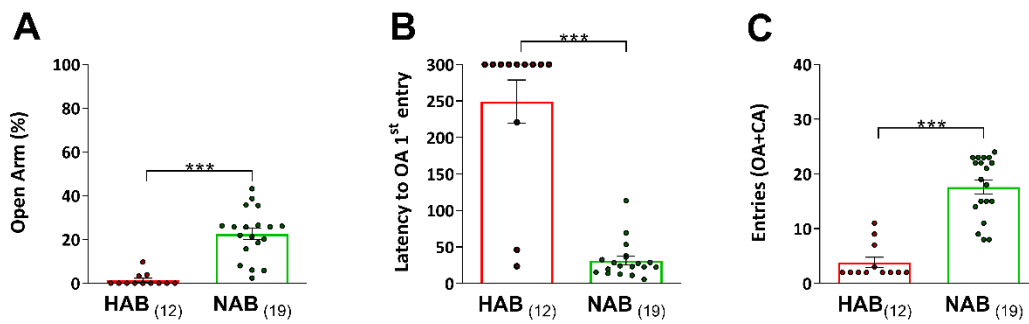 A
Open Arm (%)
100
80
60
40
20
0
***
HAB (12)
NAB (19)
B
Latency to OA 1st entry
300
250
200
150
100
50
0
***
HAB (12)
NAB (19)
C
Entries (OA+CA)
40
30
20
10
0
***
HAB (12)
NAB (19)